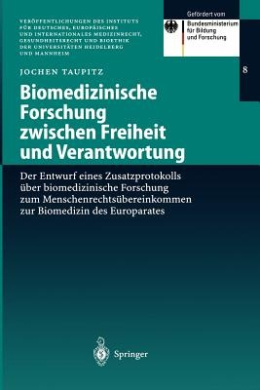 VERÖFFENTLICHUNGEN DES INSTITUTS
FÜR DEUTSCHES, EUROPÄISCHES
UND INTERNATIONALES MEDIZINRECHT,
GESUNDHEITSRECHT UND BIOETHIK
DER UNIVERSITÄTEN HEIDELBERG
UND MANNHEIM
Gefördert vom
Bundesministerium
für Bildung
und Forschung
8
JOCHEN TAUPITZ
Biomedizinische
Forschung
zwischen Freiheit
und Verantwortung
Der Entwurf eines Zusatzprotokolls
über biomedizinische Forschung
zum Menschenrechtsübereinkommen
zur Biomedizin des Europarates
Springer